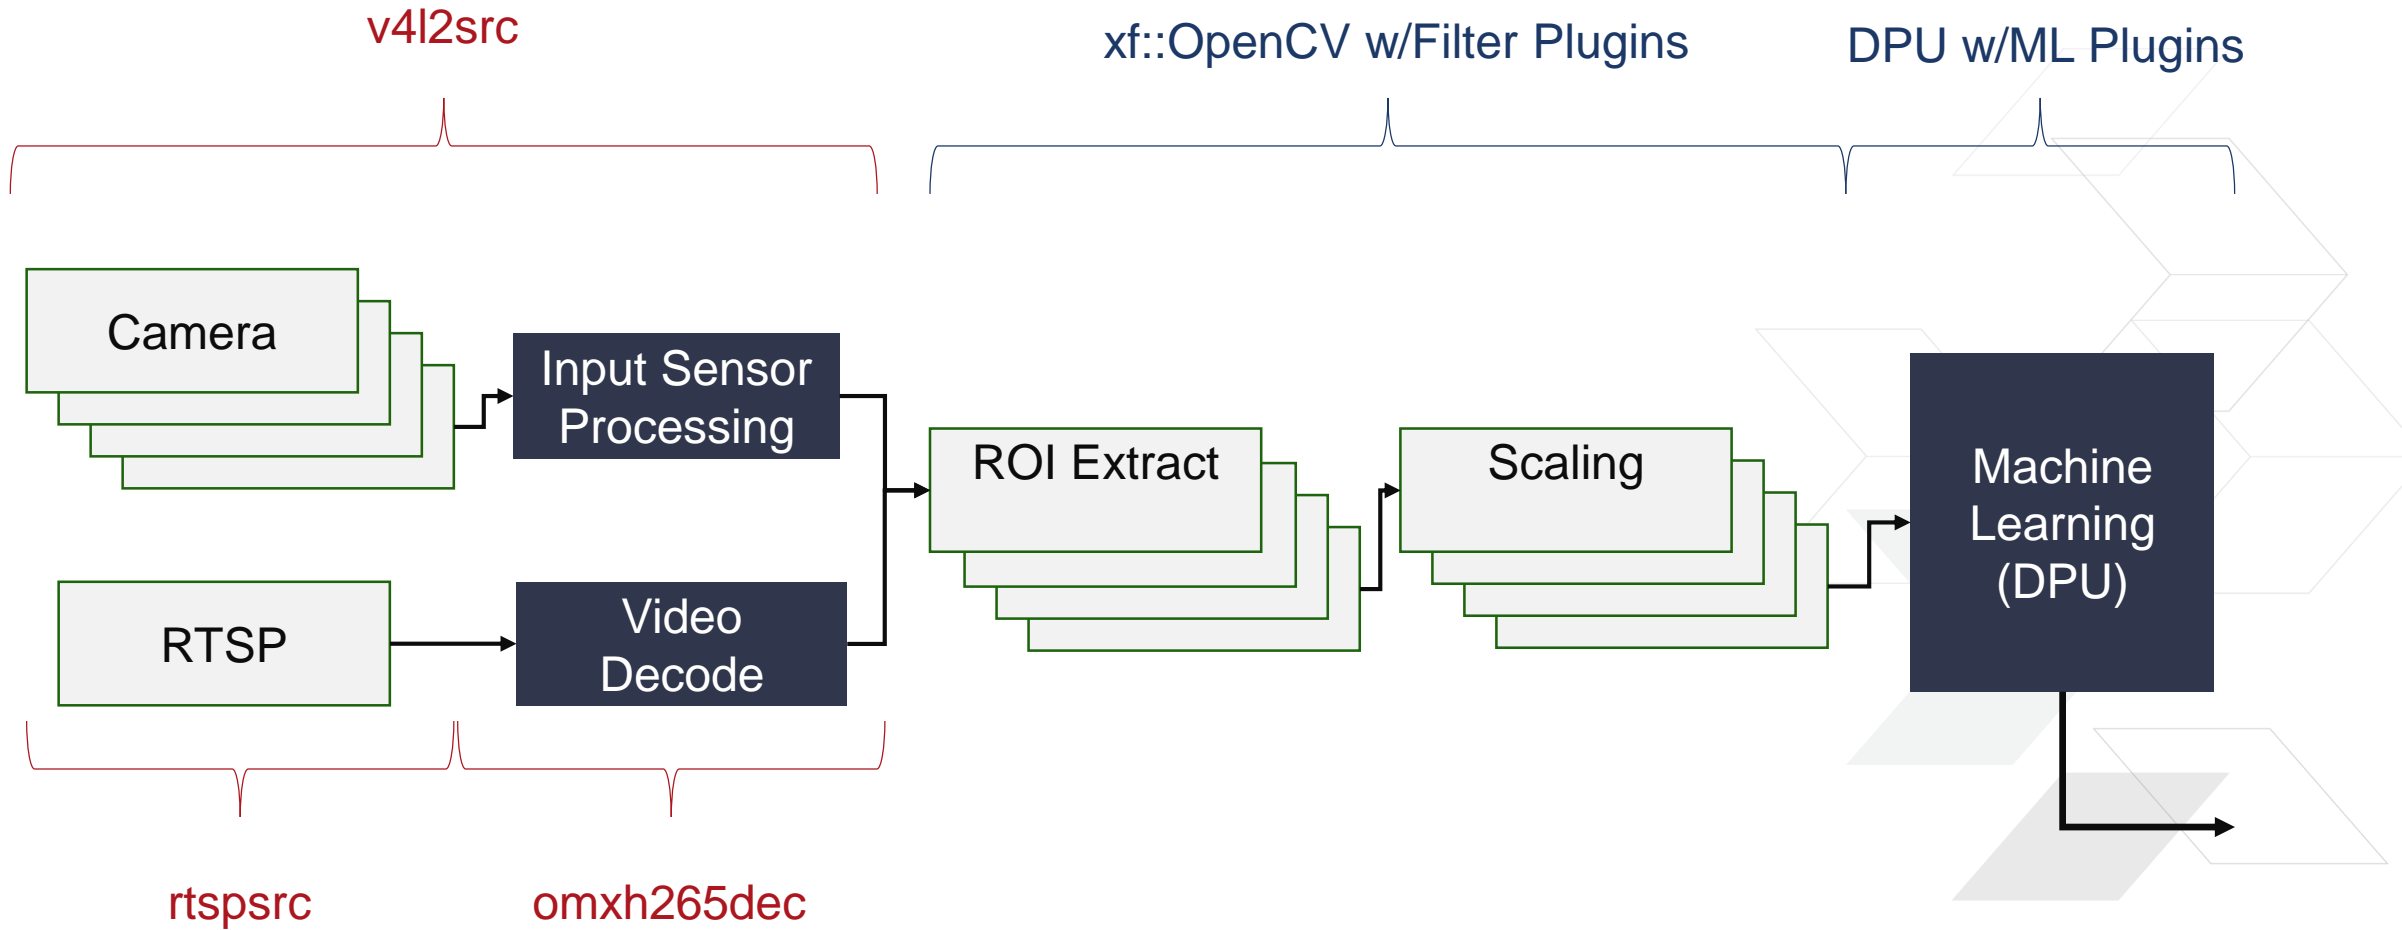 v4l2src
xf::OpenCV w/Filter Plugins
DPU w/ML Plugins
Camera
Input Sensor
Processing
ROI Extract
Scaling
Machine
Learning
(DPU)
RTSP
Video
Decode
rtspsrc
omxh265dec